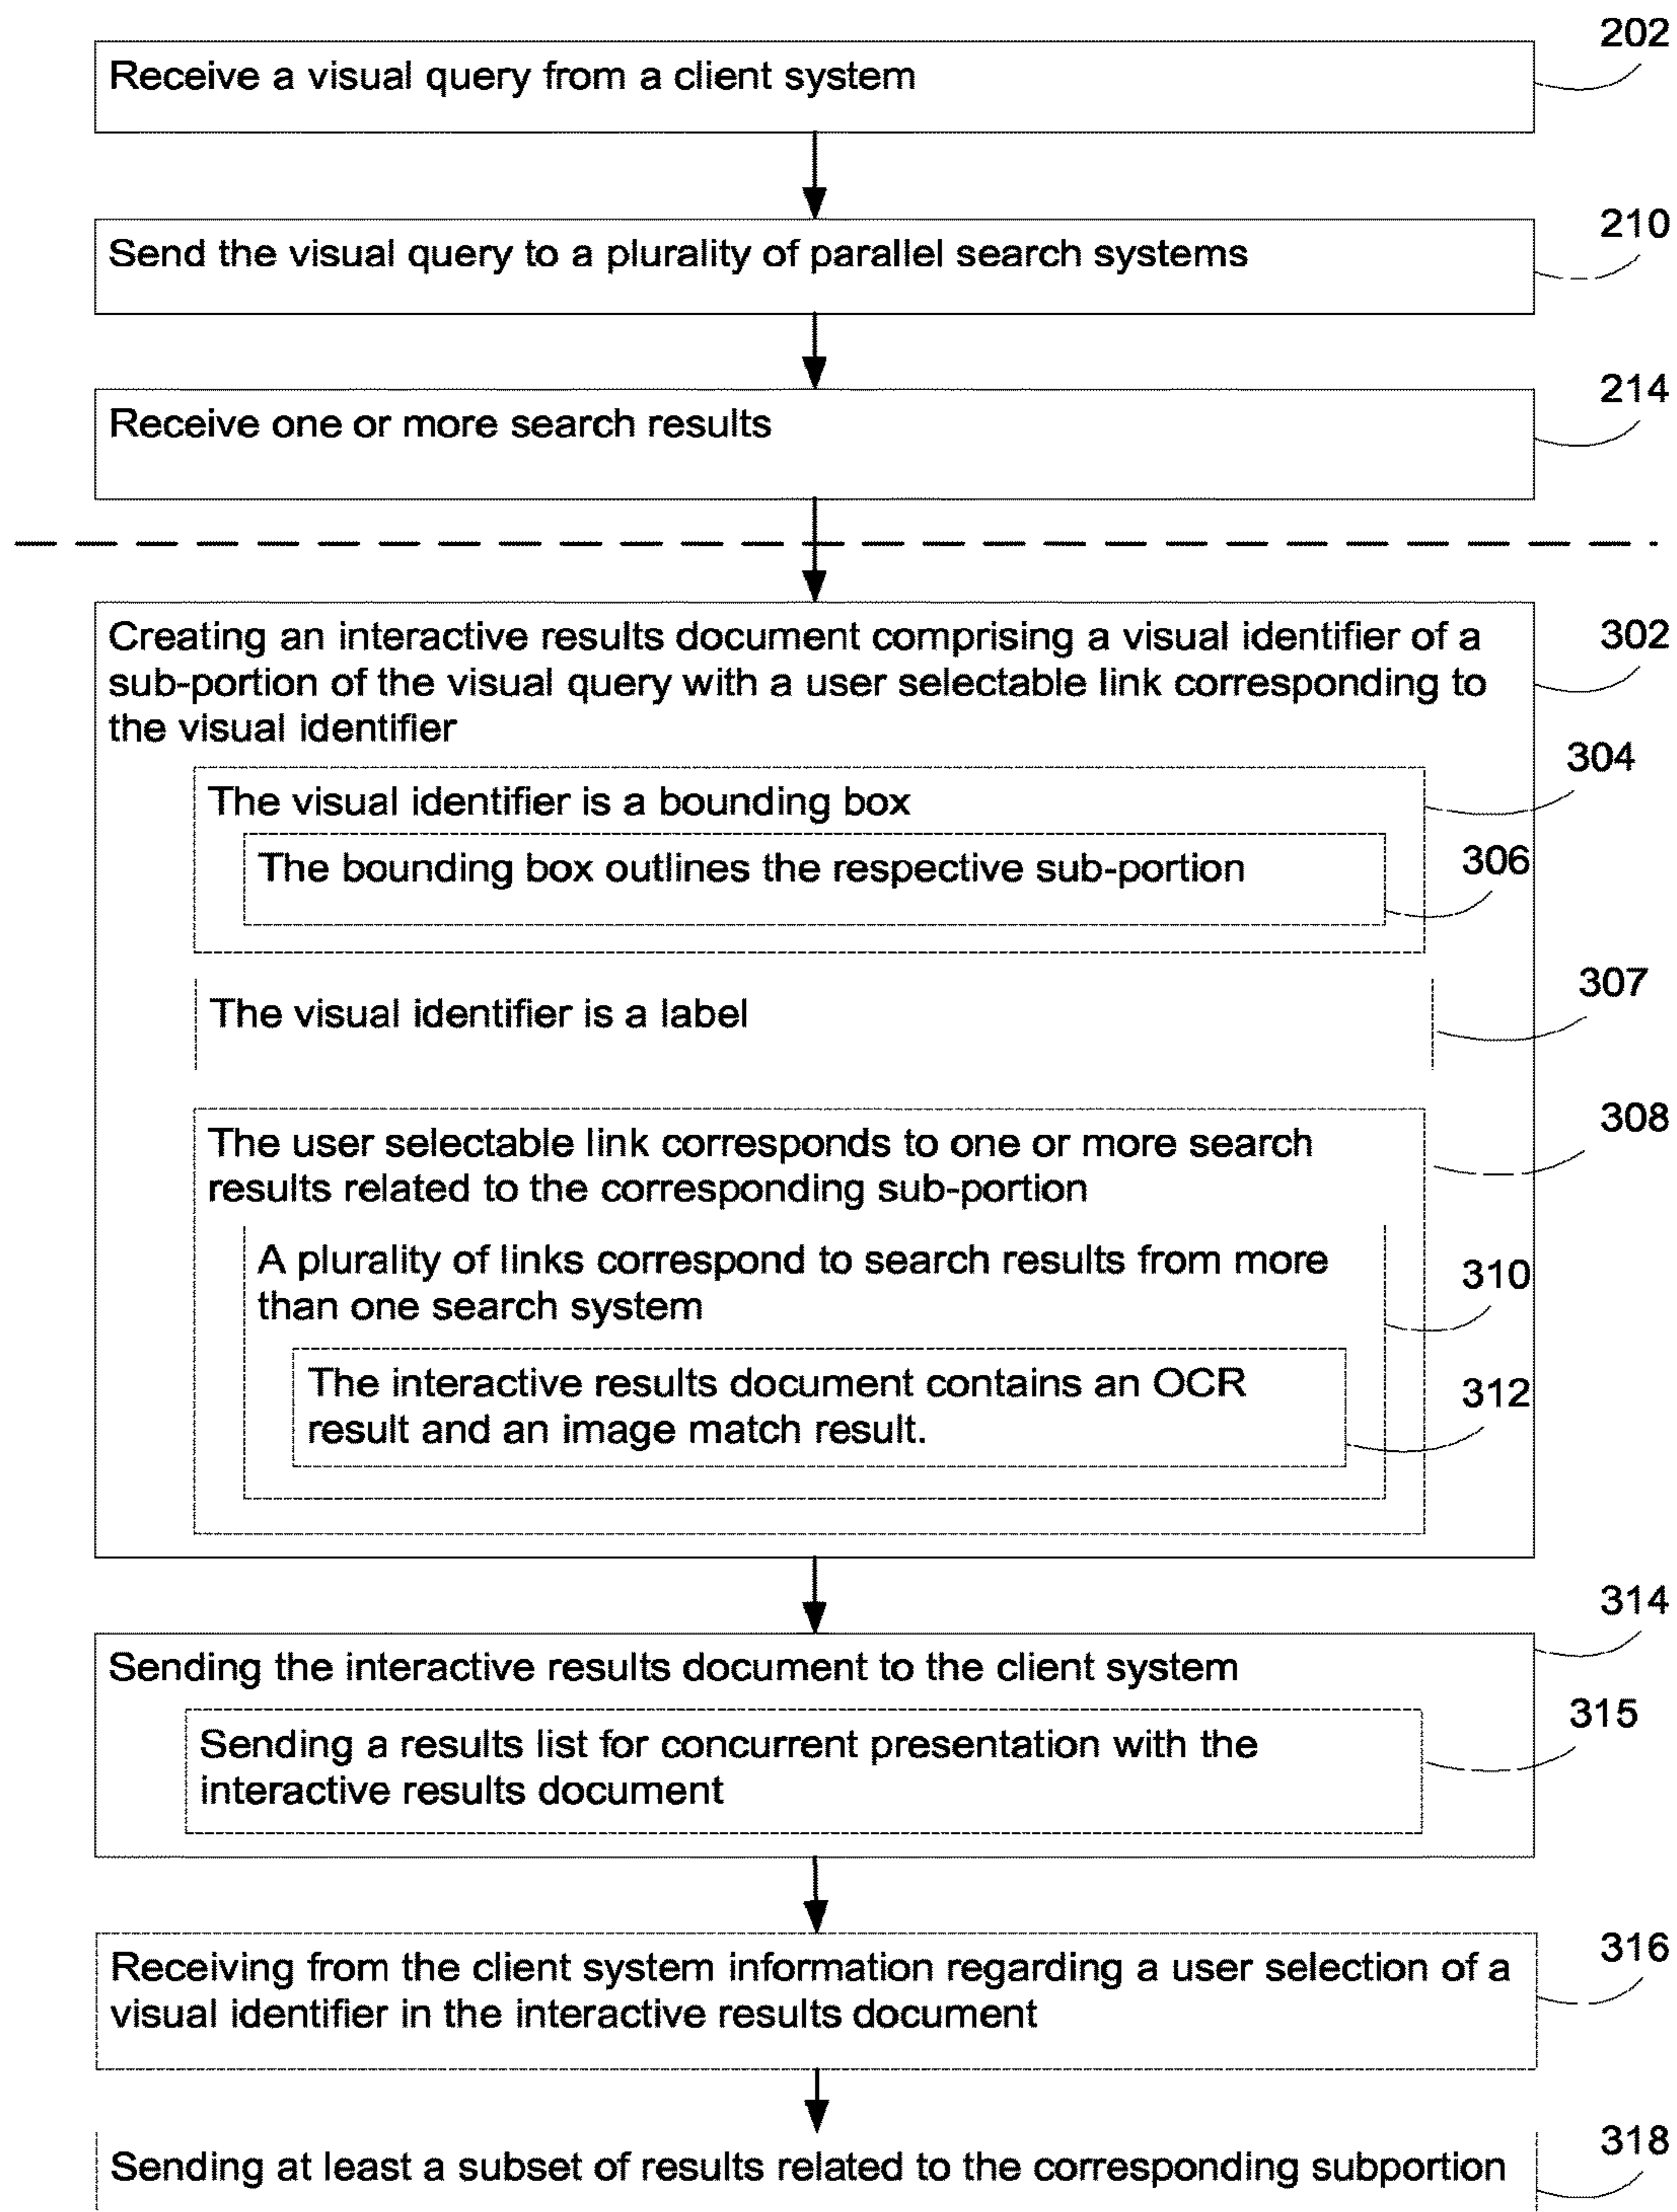 202
Receive a visual query from a client system
210
Send the visual query to a plurality of parallel search systems
214
Receive one or more search results
302
Creating an interactive results document comprising a visual identifier of a
sub-portion of the visual query with a user selectable link corresponding to
the visual identifier
304
The visual identifier is a bounding box
306
The bounding box outlines the respective sub-portion
307
The visual identifier is a label
308
The user selectable link corresponds to one or more search
results related to the corresponding sub-portion
310
A plurality of links correspond to search results from more
than one search system
312
The interactive results document contains an OCR
result and an image match result.
314
Sending the interactive results document to the client system
315
Sending a results list for concurrent presentation with the
interactive results document
316
Receiving from the client system information regarding a user selection of a
visual identifier in the interactive results document
318
Sending at least a subset of results related to the corresponding subportion